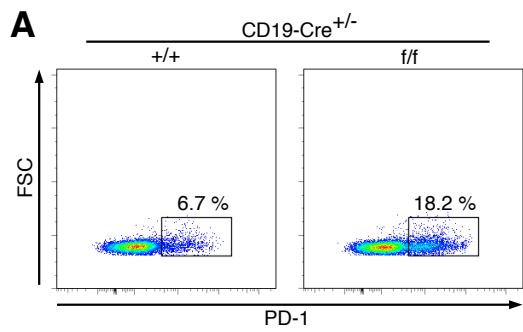 A
CD19-Cre+/-
+/+ f/f
FSC
6.7 % 18.2 %
PD-1